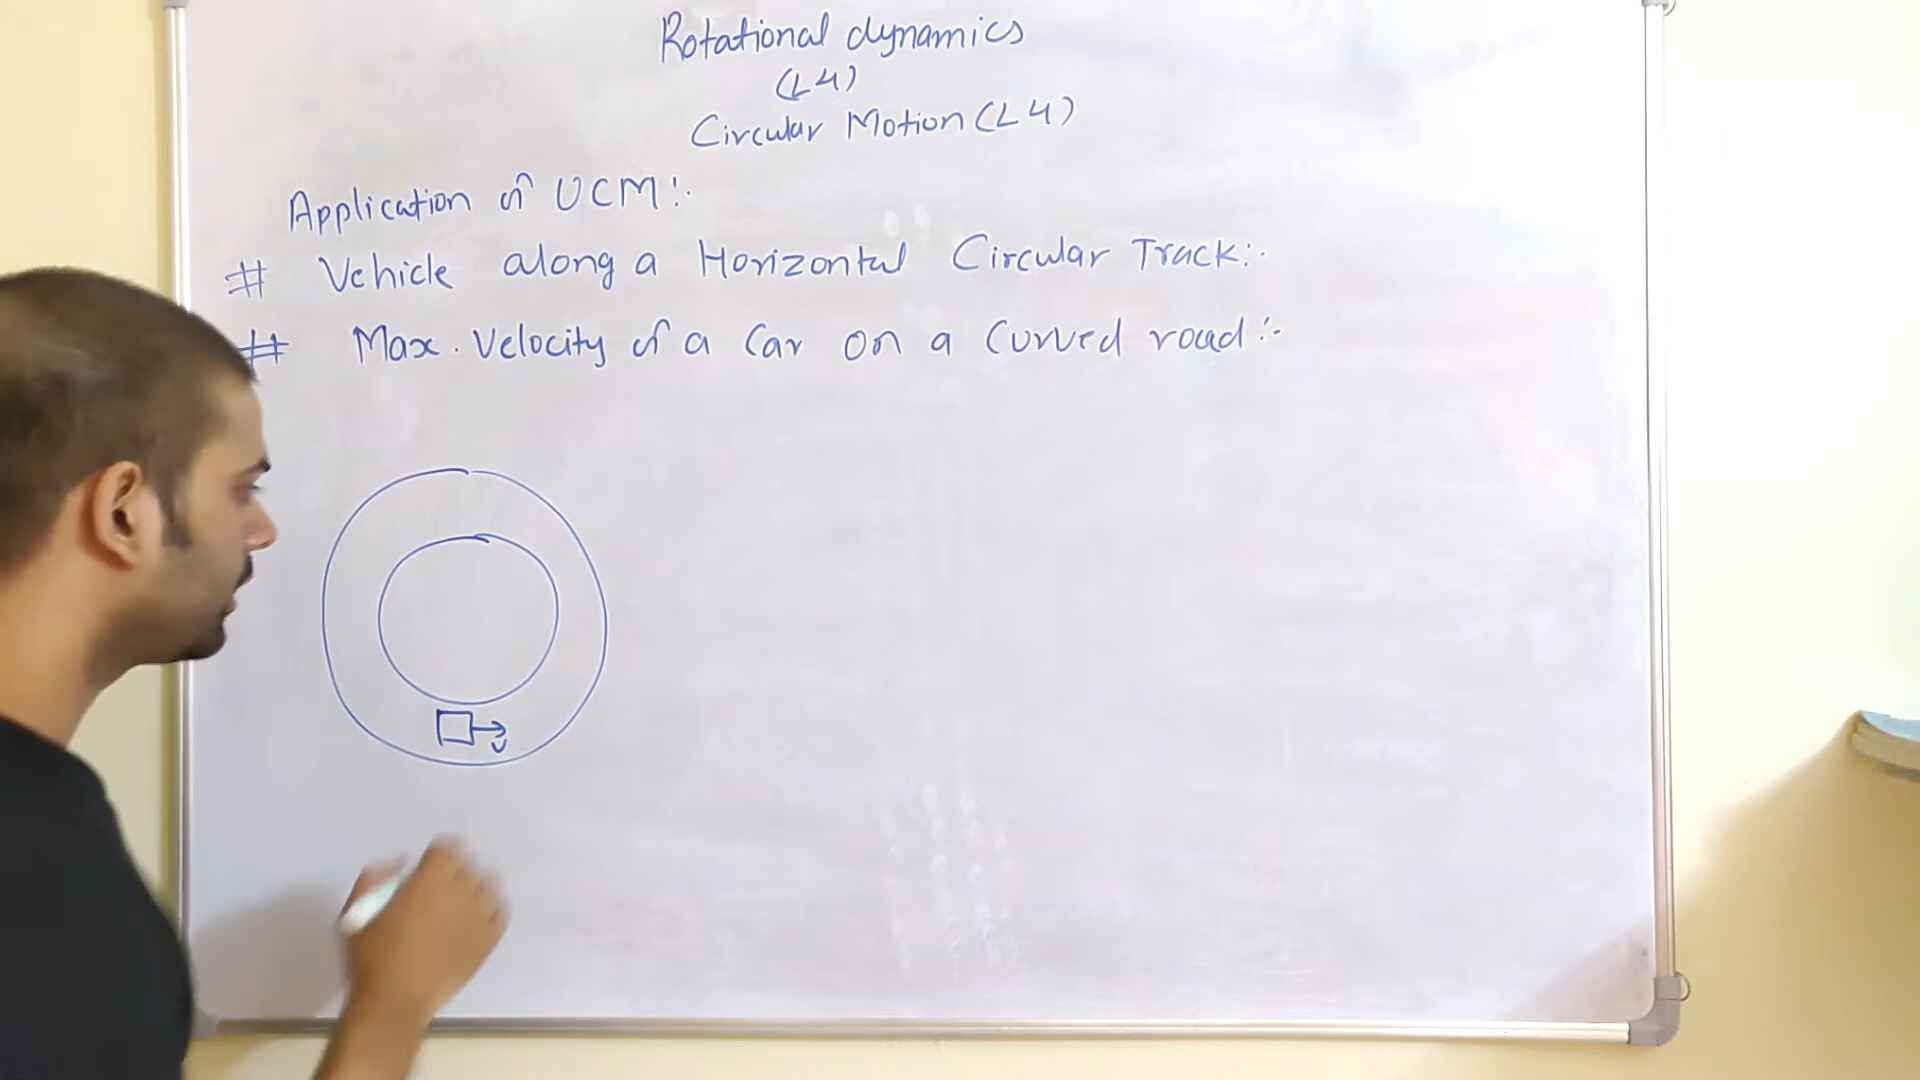 Rotational dynamics
(L4)
Circular Motion (L4)
Application of UCM :-
# Vehicle along a Horizontal Circular Track :-
# Max. Velocity of a Car on a Curved road :-
v